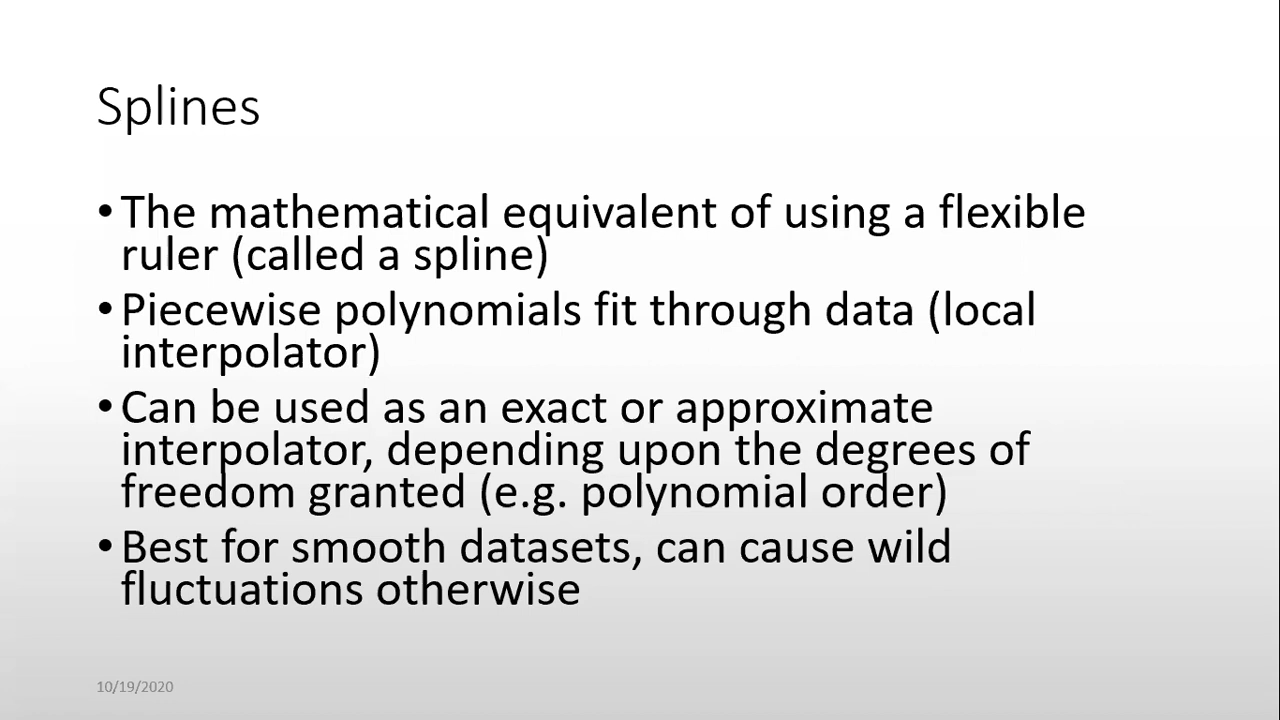 Splines
•The mathematical equivalent of using a flexible
ruler (called a spline)
•Piecewise polynomials fit through data (local
interpolator)
•Can be used as an exact or approximate
interpolator, depending upon the degrees of
freedom granted (e.g. polynomial order)
•Best for smooth datasets, can cause wild
fluctuations otherwise
10/19/2020